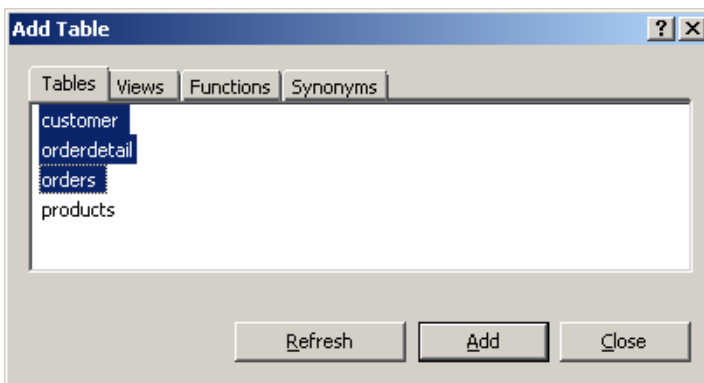 Add Table
Tables Views Functions Synonyms
customer
orderdetail
orders
products
Refresh Add Close